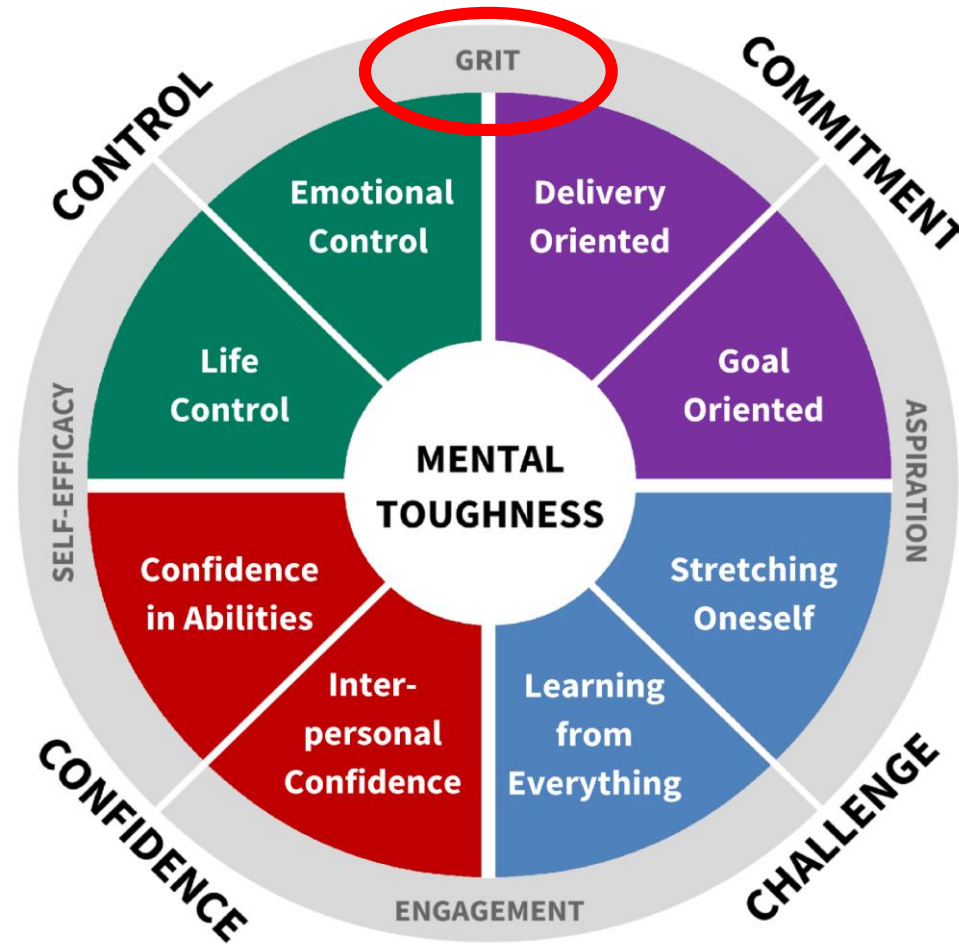 GRIT
CONTROL
COMMITMENT
Emotional
Control
Delivery
Oriented
Life
Control
Goal
Oriented
SELF-EFFICACY
MENTAL
TOUGHNESS
ASPIRATION
Confidence
in Abilities
Stretching
Oneself
Inter-
personal
Confidence
Learning
from
Everything
CONFIDENCE
CHALLENGE
ENGAGEMENT